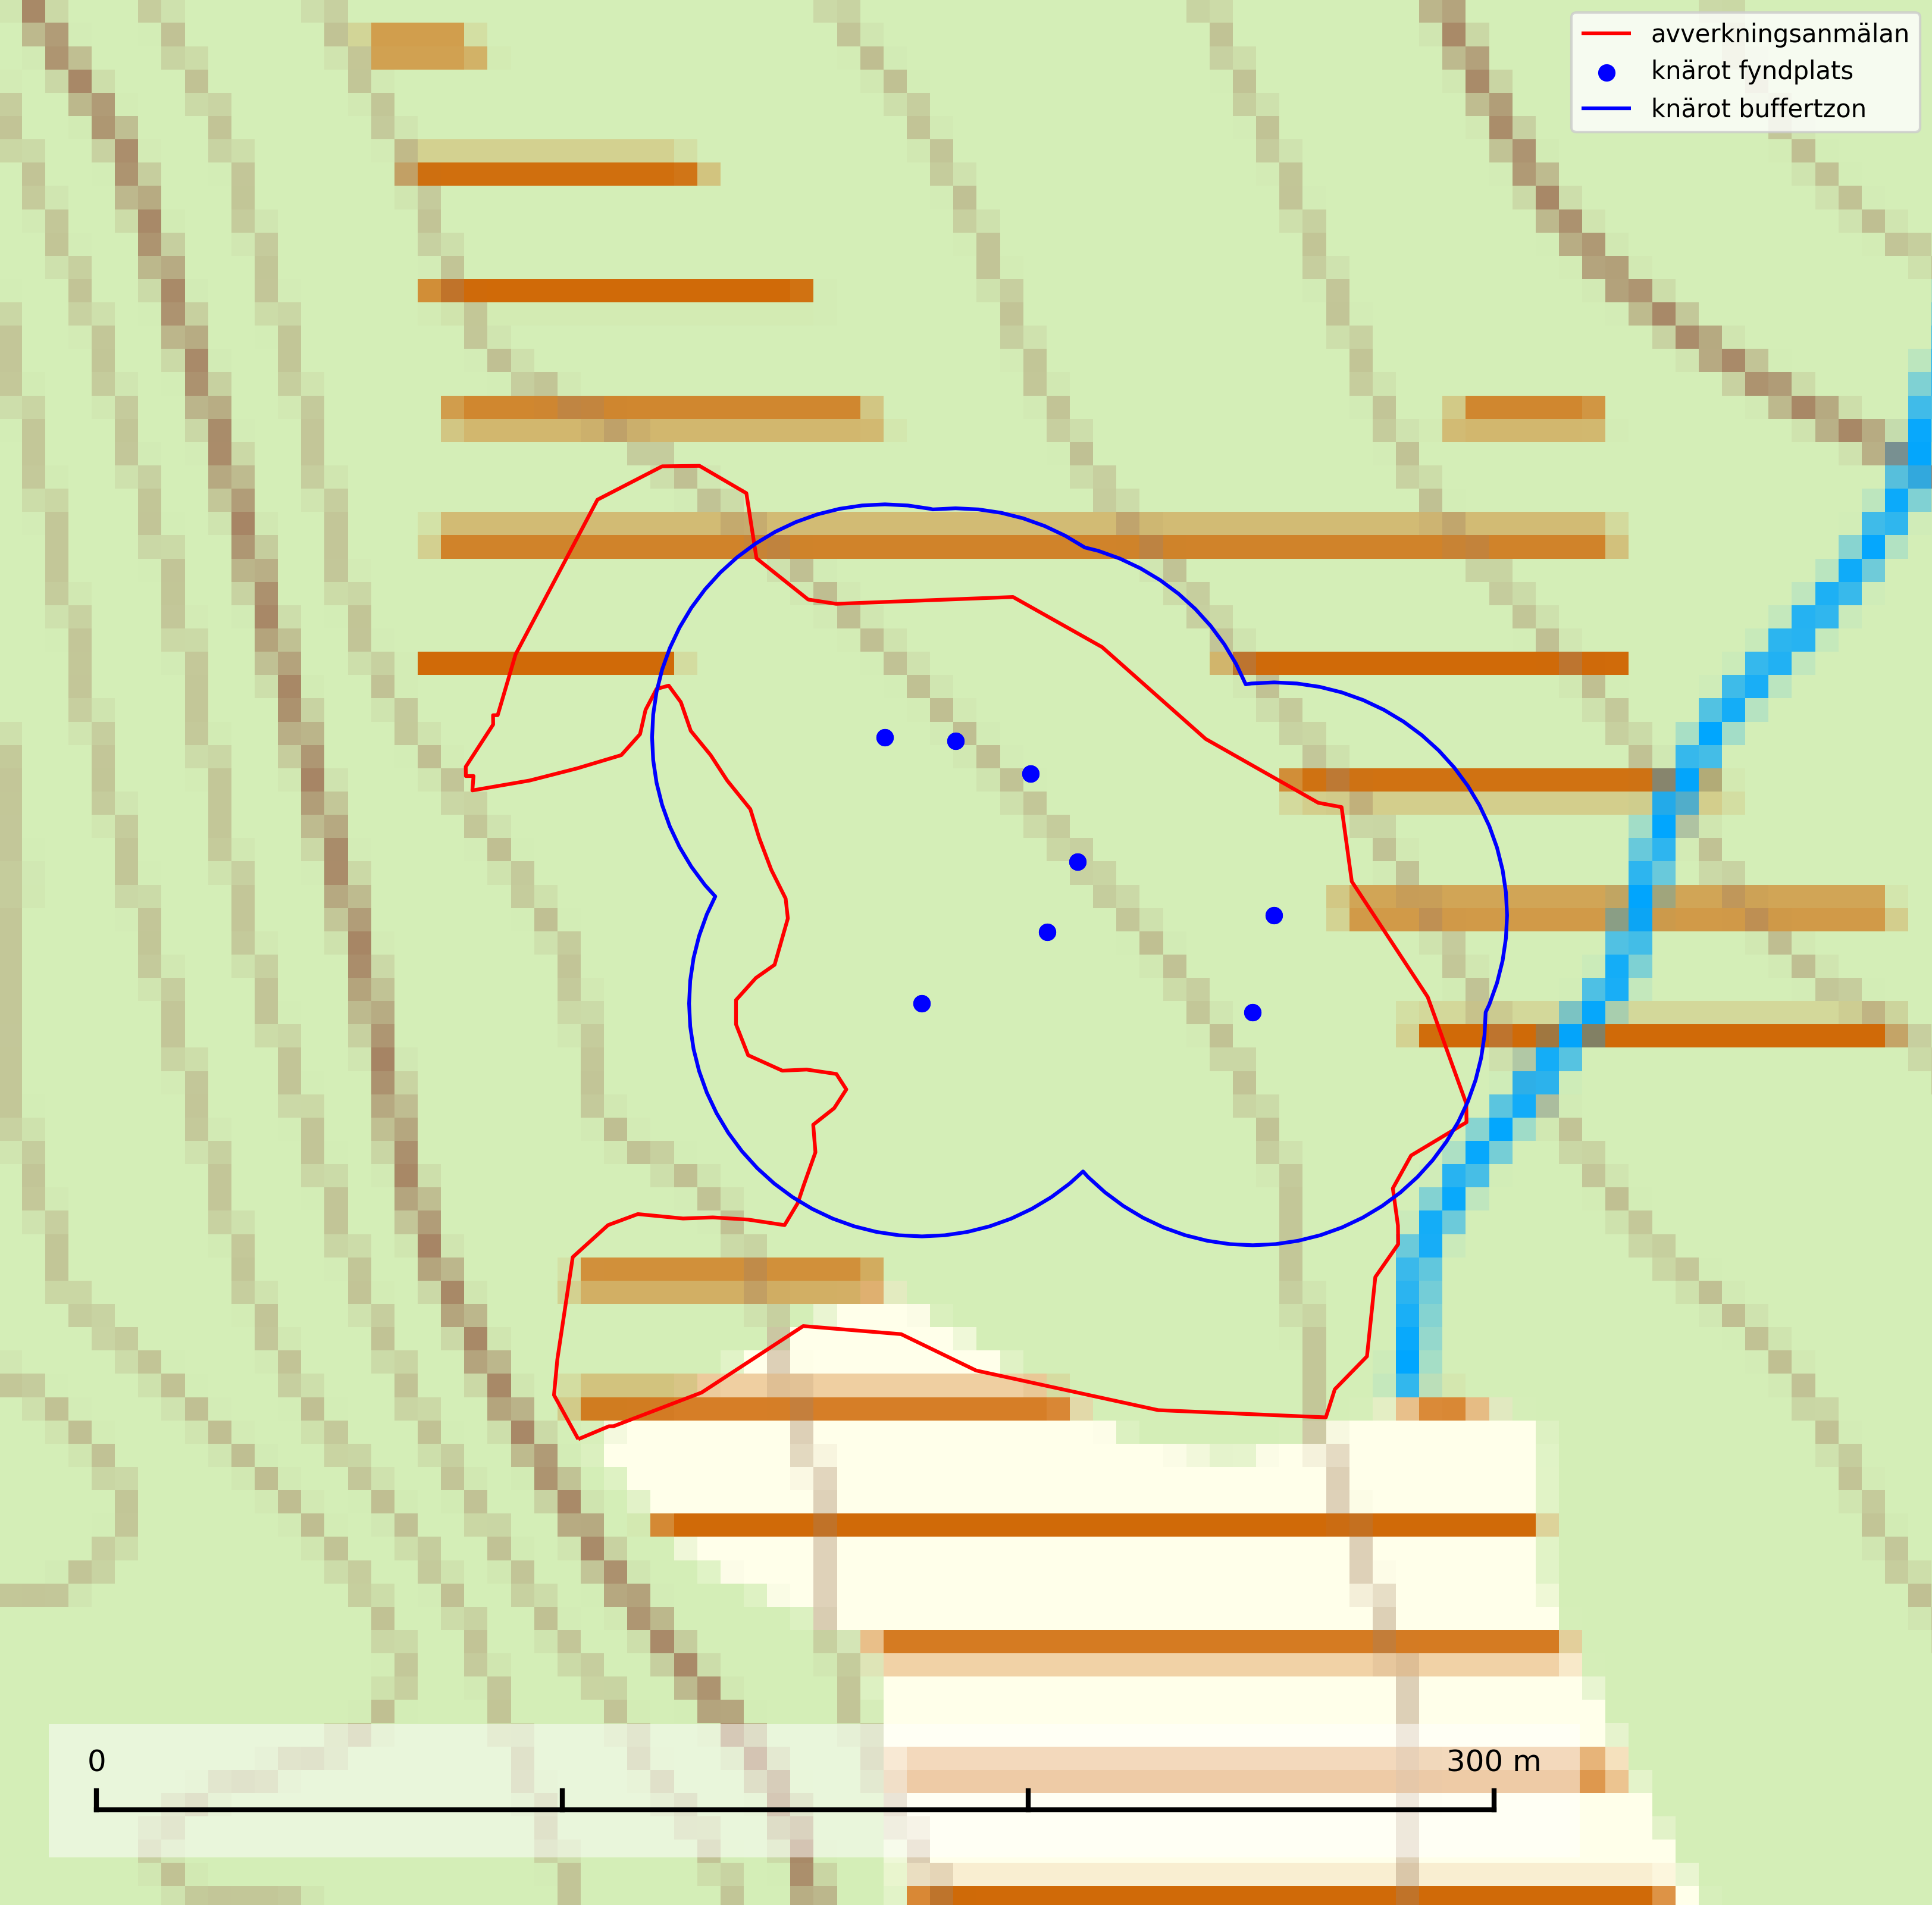 avverkningsanmälan
knärot fyndplats
knärot buffertzon
0
300 m